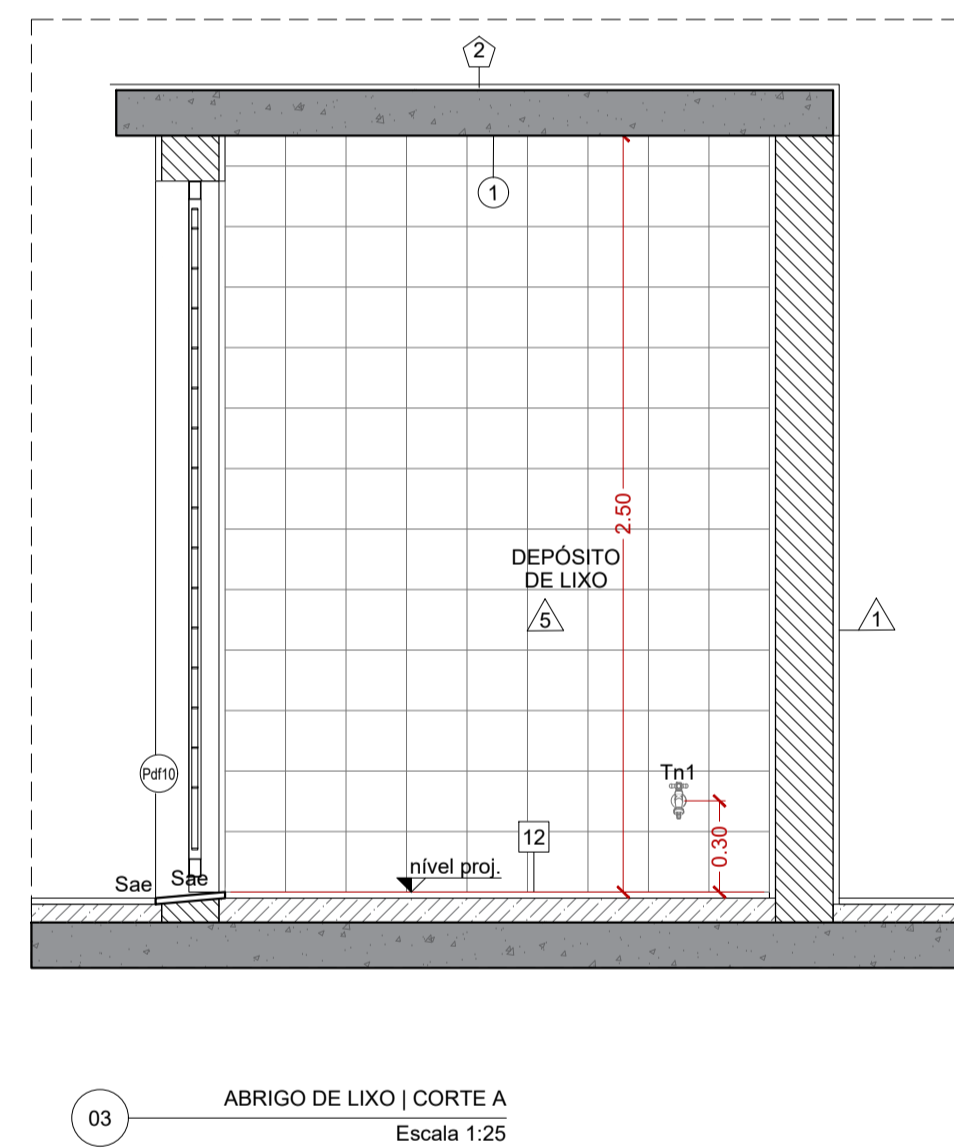 2
1
2.50
DEPÓSITO
DE LIXO
5
1
Pdf10
Tn1
0.30
12
nível proj.
Sae
Sae
03
ABRIGO DE LIXO | CORTE A
Escala 1:25